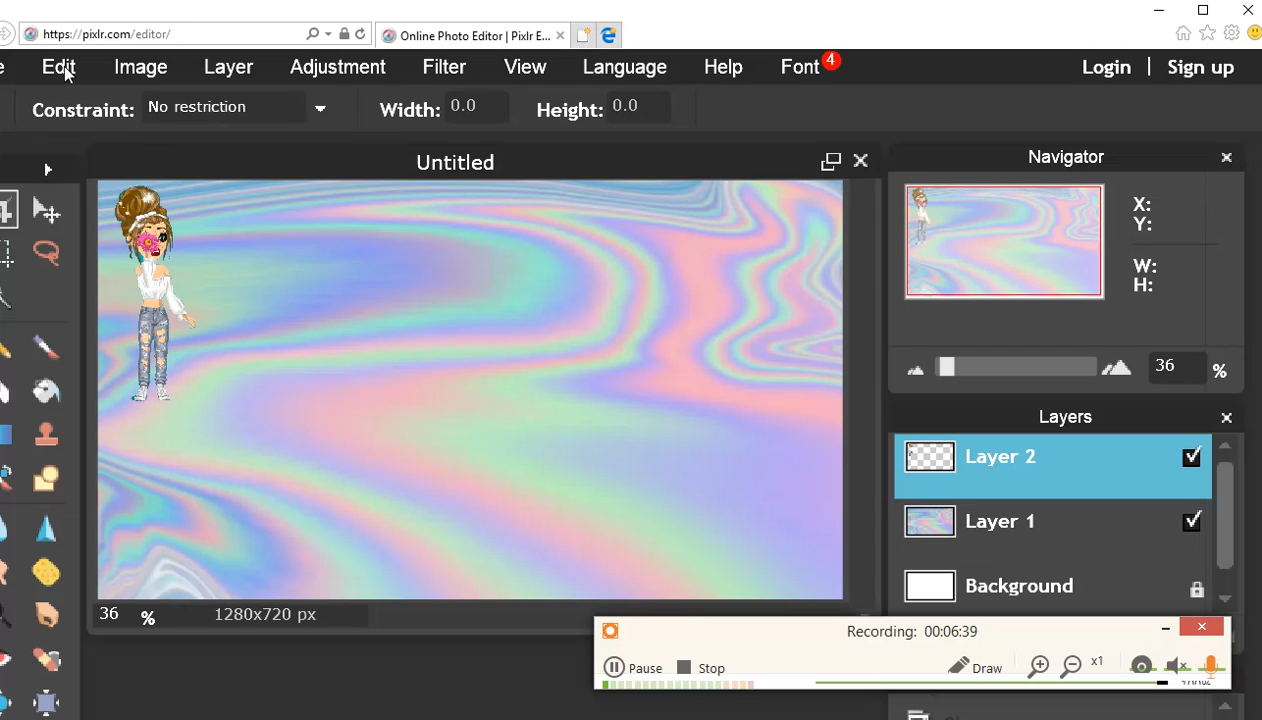 https://pixlr.com/editor/
Online Photo Editor | Pixlr E...
Edit Image Layer Adjustment Filter View Language Help Font 4 Login | Sign up
Constraint: No restriction Width: 0.0 Height: 0.0
Untitled
Navigator
X:
Y:
W:
H:
36 %
Layers
Layer 2
Layer 1
Background
36 % 1280x720 px
Recording: 00:06:39
Pause Stop Draw x1